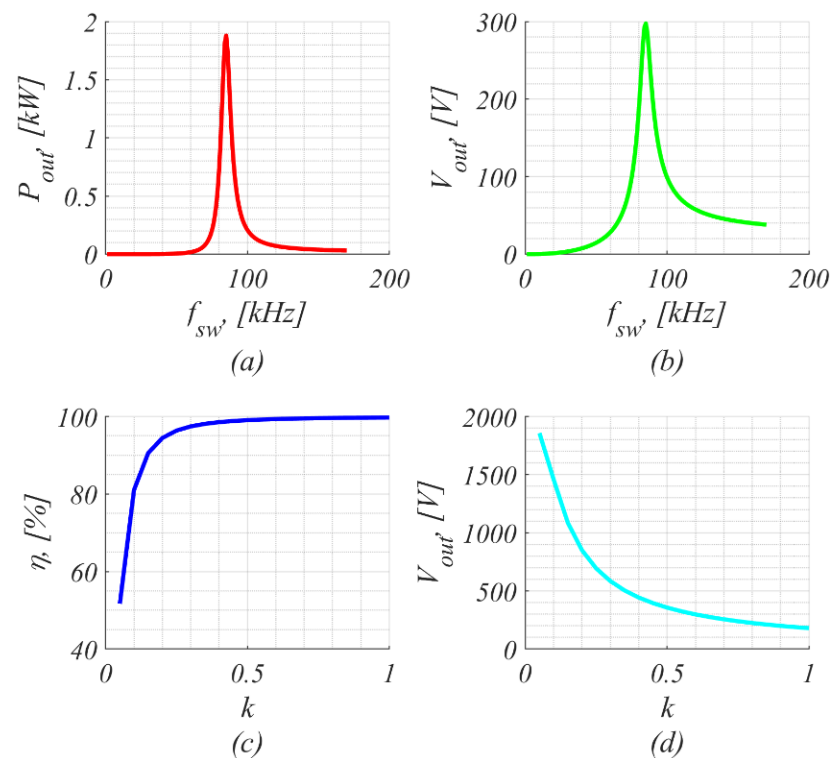 2
1.5
1
0.5
0
P_out, [kW]
0 100 200
f_sw, [kHz]
(a)
300
200
100
0
V_out, [V]
0 100 200
f_sw, [kHz]
(b)
100
80
60
40
η, [%]
0 0.5 1
k
(c)
2000
1500
1000
500
0
V_out, [V]
0 0.5 1
k
(d)